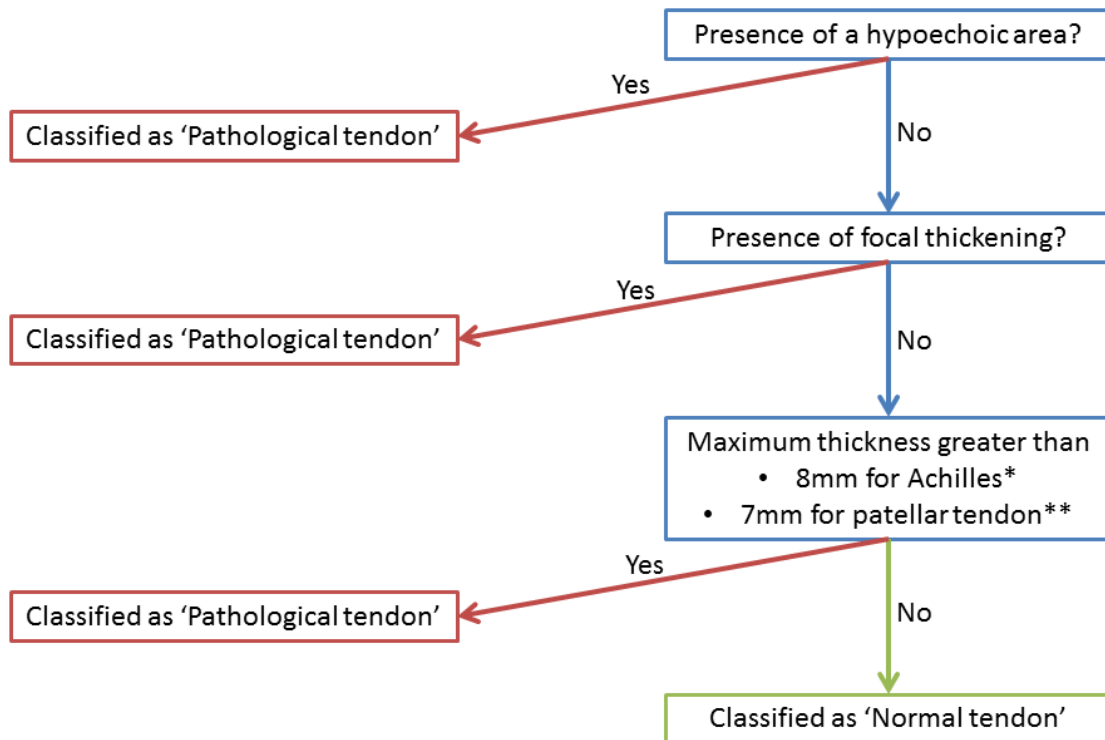 Presence of a hypoechoic area?
Yes
Classified as ‘Pathological tendon’
No
Presence of focal thickening?
Yes
Classified as ‘Pathological tendon’
No
Maximum thickness greater than
• 8mm for Achilles*
• 7mm for patellar tendon**
Yes
Classified as ‘Pathological tendon’
No
Classified as ‘Normal tendon’